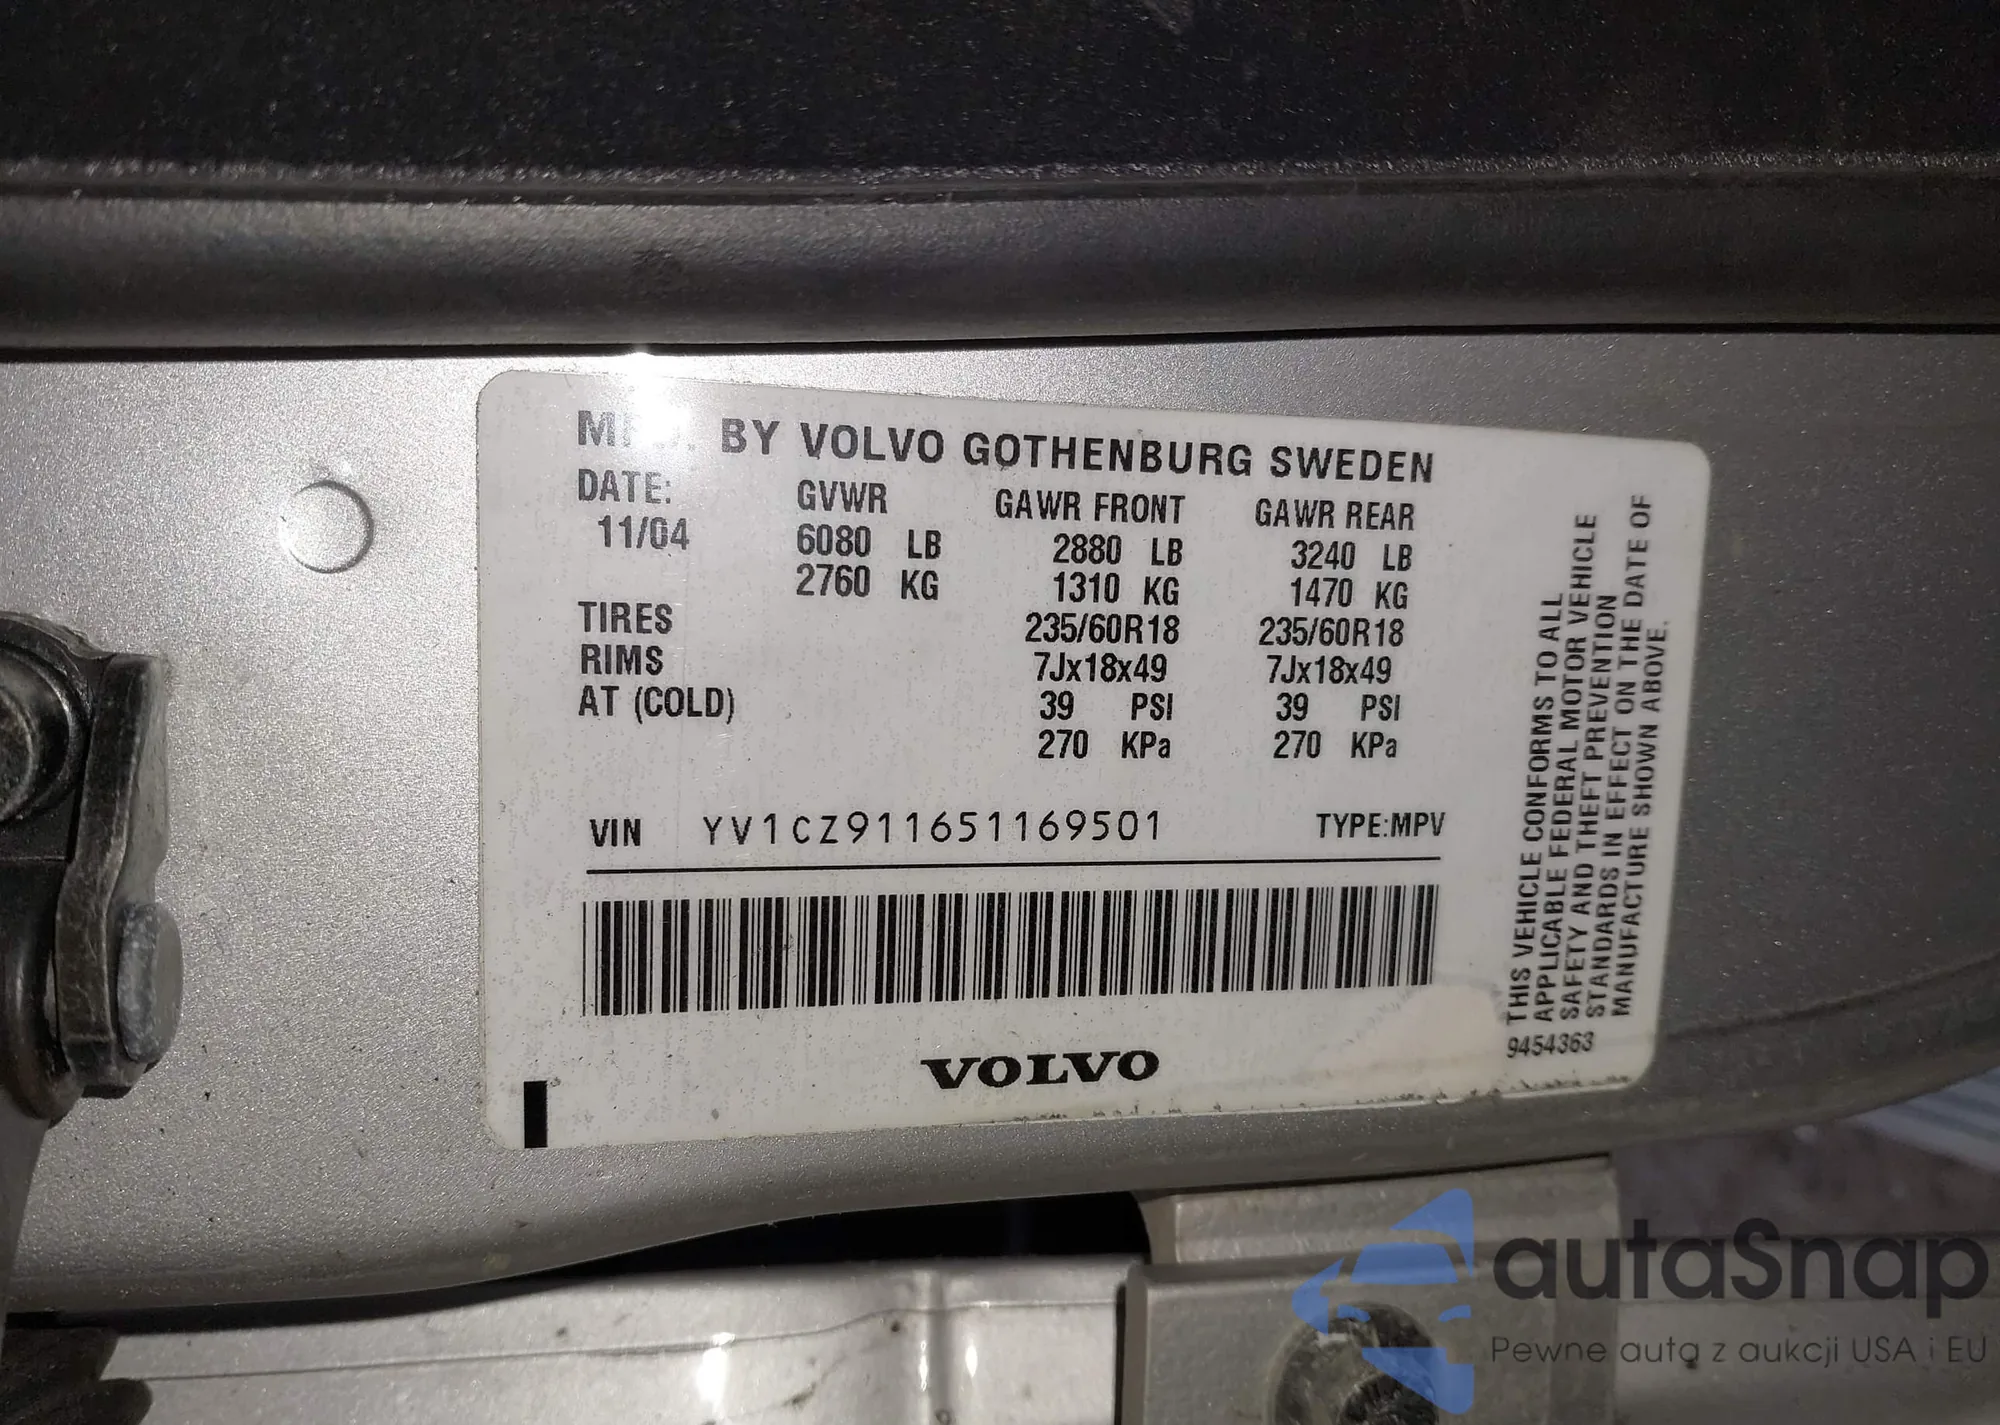 MFD. BY VOLVO GOTHENBURG SWEDEN
DATE: GVWR GAWR FRONT GAWR REAR
11/04 6080 LB 2880 LB 3240 LB
2760 KG 1310 KG 1470 KG
TIRES 235/60R18 235/60R18
RIMS 7Jx18x49 7Jx18x49
AT (COLD) 39 PSI 39 PSI
270 KPa 270 KPa
VIN YV1CZ911651169501 TYPE:MPV
VOLVO
THIS VEHICLE CONFORMS TO ALL
APPLICABLE FEDERAL MOTOR VEHICLE
SAFETY AND THEFT PREVENTION
STANDARDS IN EFFECT ON THE DATE OF
MANUFACTURE SHOWN ABOVE.
9454363
autaSnap
Pewne auta z aukcji USA i EU